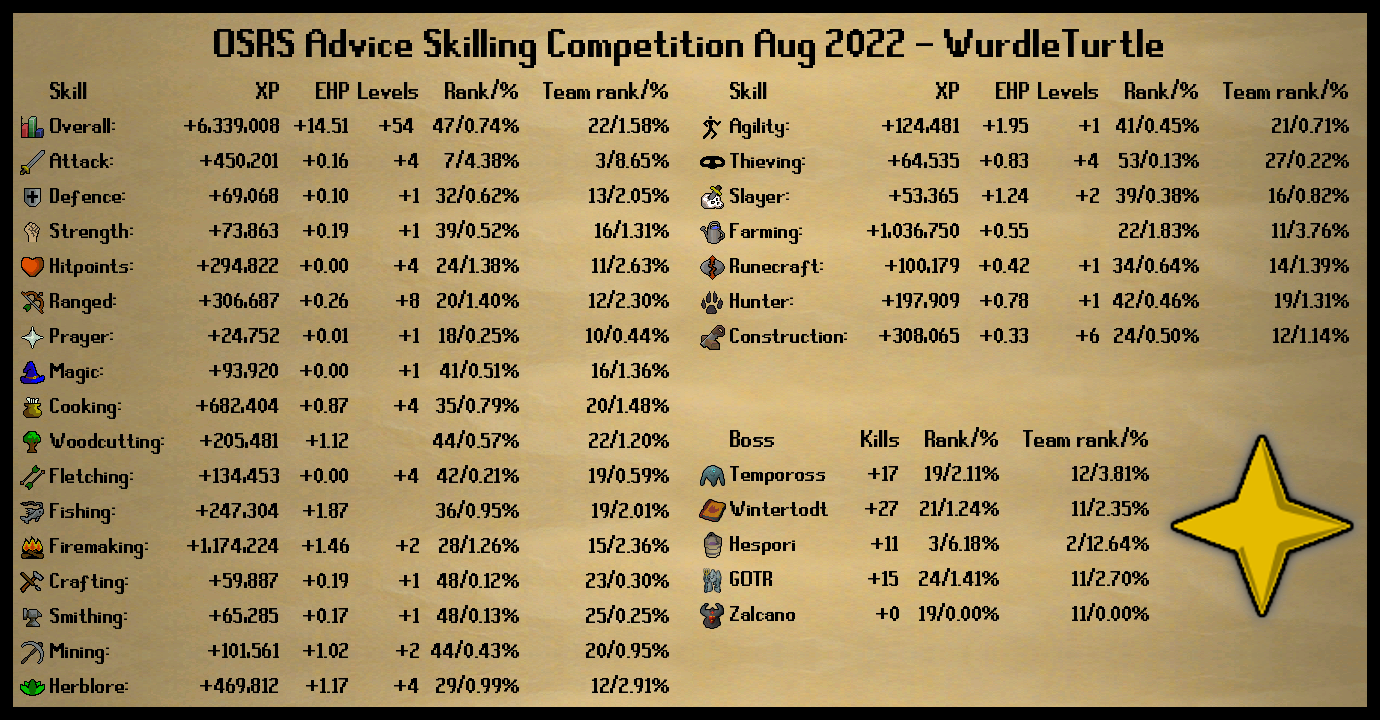 OSRS Advice Skilling Competition Aug 2022 - WurdleTurtle
Skill XP EHP Levels Rank/% Team rank/%
Overall: +6,339,008 +14.51 +54 47/0.74% 22/1.58%
Attack: +450,201 +0.16 +4 7/4.38% 3/8.65%
Defence: +69,068 +0.10 +1 32/0.62% 13/2.05%
Strength: +73,863 +0.19 +1 39/0.52% 16/1.31%
Hitpoints: +294,822 +0.00 +4 24/1.38% 11/2.63%
Ranged: +306,687 +0.26 +8 20/1.40% 12/2.30%
Prayer: +24,752 +0.01 +1 18/0.25% 10/0.44%
Magic: +93,920 +0.00 +1 41/0.51% 16/1.36%
Cooking: +682,404 +0.87 +4 35/0.79% 20/1.48%
Woodcutting: +205,481 +1.12 44/0.57% 22/1.20%
Fletching: +134,453 +0.00 +4 42/0.21% 19/0.59%
Fishing: +247,304 +1.87 36/0.95% 19/2.01%
Firemaking: +1,174,224 +1.46 +2 28/1.26% 15/2.36%
Crafting: +59,887 +0.19 +1 48/0.12% 23/0.30%
Smithing: +65,285 +0.17 +1 48/0.13% 25/0.25%
Mining: +101,561 +1.02 +2 44/0.43% 20/0.95%
Herblore: +469,812 +1.17 +4 29/0.99% 12/2.91%
Skill XP EHP Levels Rank/% Team rank/%
Agility: +124,481 +1.95 +1 41/0.45% 21/0.71%
Thieving: +64,535 +0.83 +4 53/0.13% 27/0.22%
Slayer: +53,365 +1.24 +2 39/0.38% 16/0.82%
Farming: +1,036,750 +0.55 22/1.83% 11/3.76%
Runecraft: +100,179 +0.42 +1 34/0.64% 14/1.39%
Hunter: +197,909 +0.78 +1 42/0.46% 19/1.31%
Construction: +308,065 +0.33 +6 24/0.50% 12/1.14%
Boss Kills Rank/% Team rank/%
Tempoross +17 19/2.11% 12/3.81%
Wintertodt +27 21/1.24% 11/2.35%
Hespori +11 3/6.18% 2/12.64%
GOTR +15 24/1.41% 11/2.70%
Zalcano +0 19/0.00% 11/0.00%